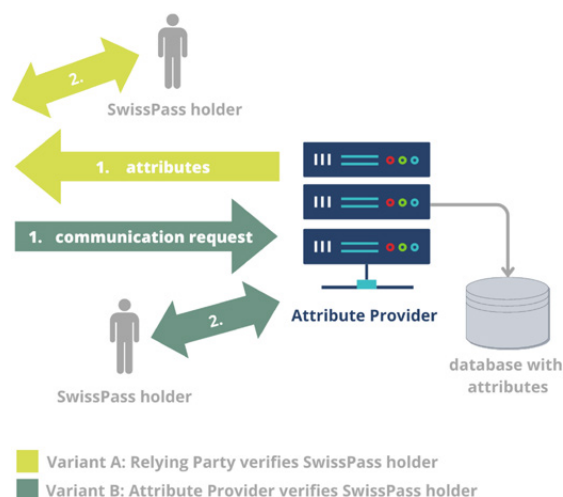 2.
SwissPass holder
1. attributes
1. communication request
2.
Attribute Provider
SwissPass holder
database with
attributes
Variant A: Relying Party verifies SwissPass holder
Variant B: Attribute Provider verifies SwissPass holder